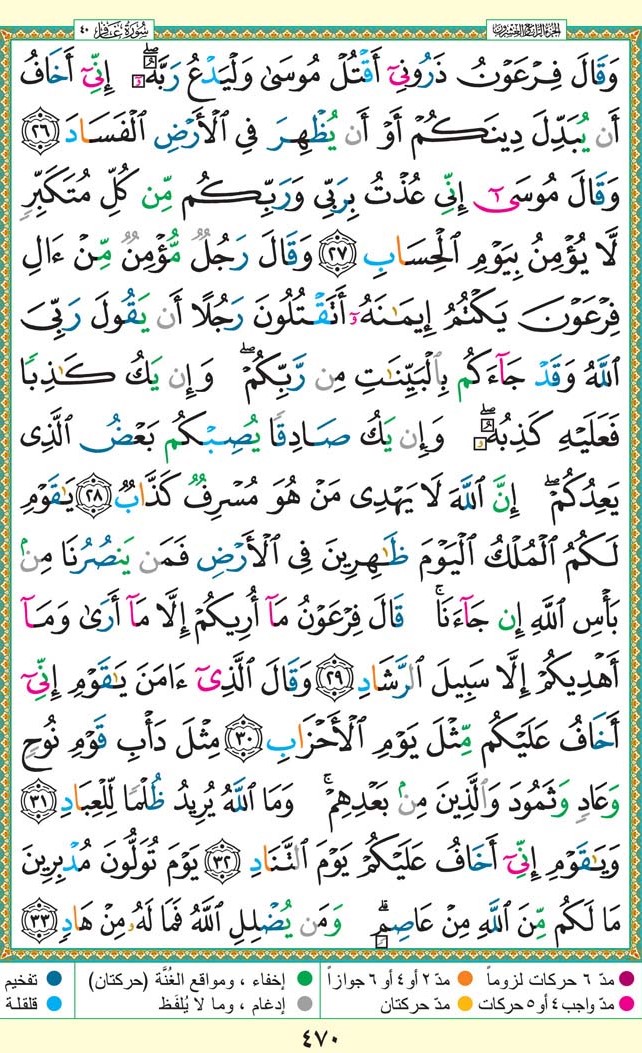 سُورَةُ غَافِرٍ ٤٠
الجزء الرابع والعشرون
وَقَالَ فِرْعَوْنُ ذَرُونِىٓ أَقْتُلْ مُوسَىٰ وَلْيَدْعُ رَبَّهُۥٓ ۖ إِنِّىٓ أَخَافُ
أَن يُبَدِّلَ دِينَكُمْ أَوْ أَن يُظْهِرَ فِى ٱلْأَرْضِ ٱلْفَسَادَ ٢٦
وَقَالَ مُوسَىٰٓ إِنِّى عُذْتُ بِرَبِّى وَرَبِّكُم مِّن كُلِّ مُتَكَبِّرٍ
لَّا يُؤْمِنُ بِيَوْمِ ٱلْحِسَابِ ٢٧ وَقَالَ رَجُلٌ مُّؤْمِنٌ مِّنْ ءَالِ
فِرْعَوْنَ يَكْتُمُ إِيمَـٰنَهُۥٓ أَتَقْتُلُونَ رَجُلًا أَن يَقُولَ رَبِّىَ
ٱللَّهُ وَقَدْ جَآءَكُم بِٱلْبَيِّنَـٰتِ مِن رَّبِّكُمْ ۖ وَإِن يَكُ كَـٰذِبًا
فَعَلَيْهِ كَذِبُهُۥ ۖ وَإِن يَكُ صَادِقًا يُصِبْكُم بَعْضُ ٱلَّذِى
يَعِدُكُمْ ۖ إِنَّ ٱللَّهَ لَا يَهْدِى مَنْ هُوَ مُسْرِفٌ كَذَّابٌ ٢٨ يَـٰقَوْمِ
لَكُمُ ٱلْمُلْكُ ٱلْيَوْمَ ظَـٰهِرِينَ فِى ٱلْأَرْضِ فَمَن يَنصُرُنَا مِنۢ
بَأْسِ ٱللَّهِ إِن جَآءَنَا ۚ قَالَ فِرْعَوْنُ مَآ أُرِيكُمْ إِلَّا مَآ أَرَىٰ وَمَآ
أَهْدِيكُمْ إِلَّا سَبِيلَ ٱلرَّشَادِ ٢٩ وَقَالَ ٱلَّذِىٓ ءَامَنَ يَـٰقَوْمِ إِنِّىٓ
أَخَافُ عَلَيْكُم مِّثْلَ يَوْمِ ٱلْأَحْزَابِ ٣٠ مِثْلَ دَأْبِ قَوْمِ نُوحٍ
وَعَادٍ وَثَمُودَ وَٱلَّذِينَ مِنۢ بَعْدِهِمْ ۚ وَمَا ٱللَّهُ يُرِيدُ ظُلْمًا لِّلْعِبَادِ ٣١
وَيَـٰقَوْمِ إِنِّىٓ أَخَافُ عَلَيْكُمْ يَوْمَ ٱلتَّنَادِ ٣٢ يَوْمَ تُوَلُّونَ مُدْبِرِينَ
مَا لَكُم مِّنَ ٱللَّهِ مِنْ عَاصِمٍ ۗ وَمَن يُضْلِلِ ٱللَّهُ فَمَا لَهُۥ مِنْ هَادٍ ٣٣
مدّ ٦ حركات لزوماً مدّ ٢ أو ٤ أو ٦ جوازاً إخفاء ، ومواقع الغُنَّة (حركتان) تفخيم
مدّ واجب ٤ أو ٥ حركات مدّ حركتان إدغام ، وما لا يُلفَظ قلقلة
٤٧٠